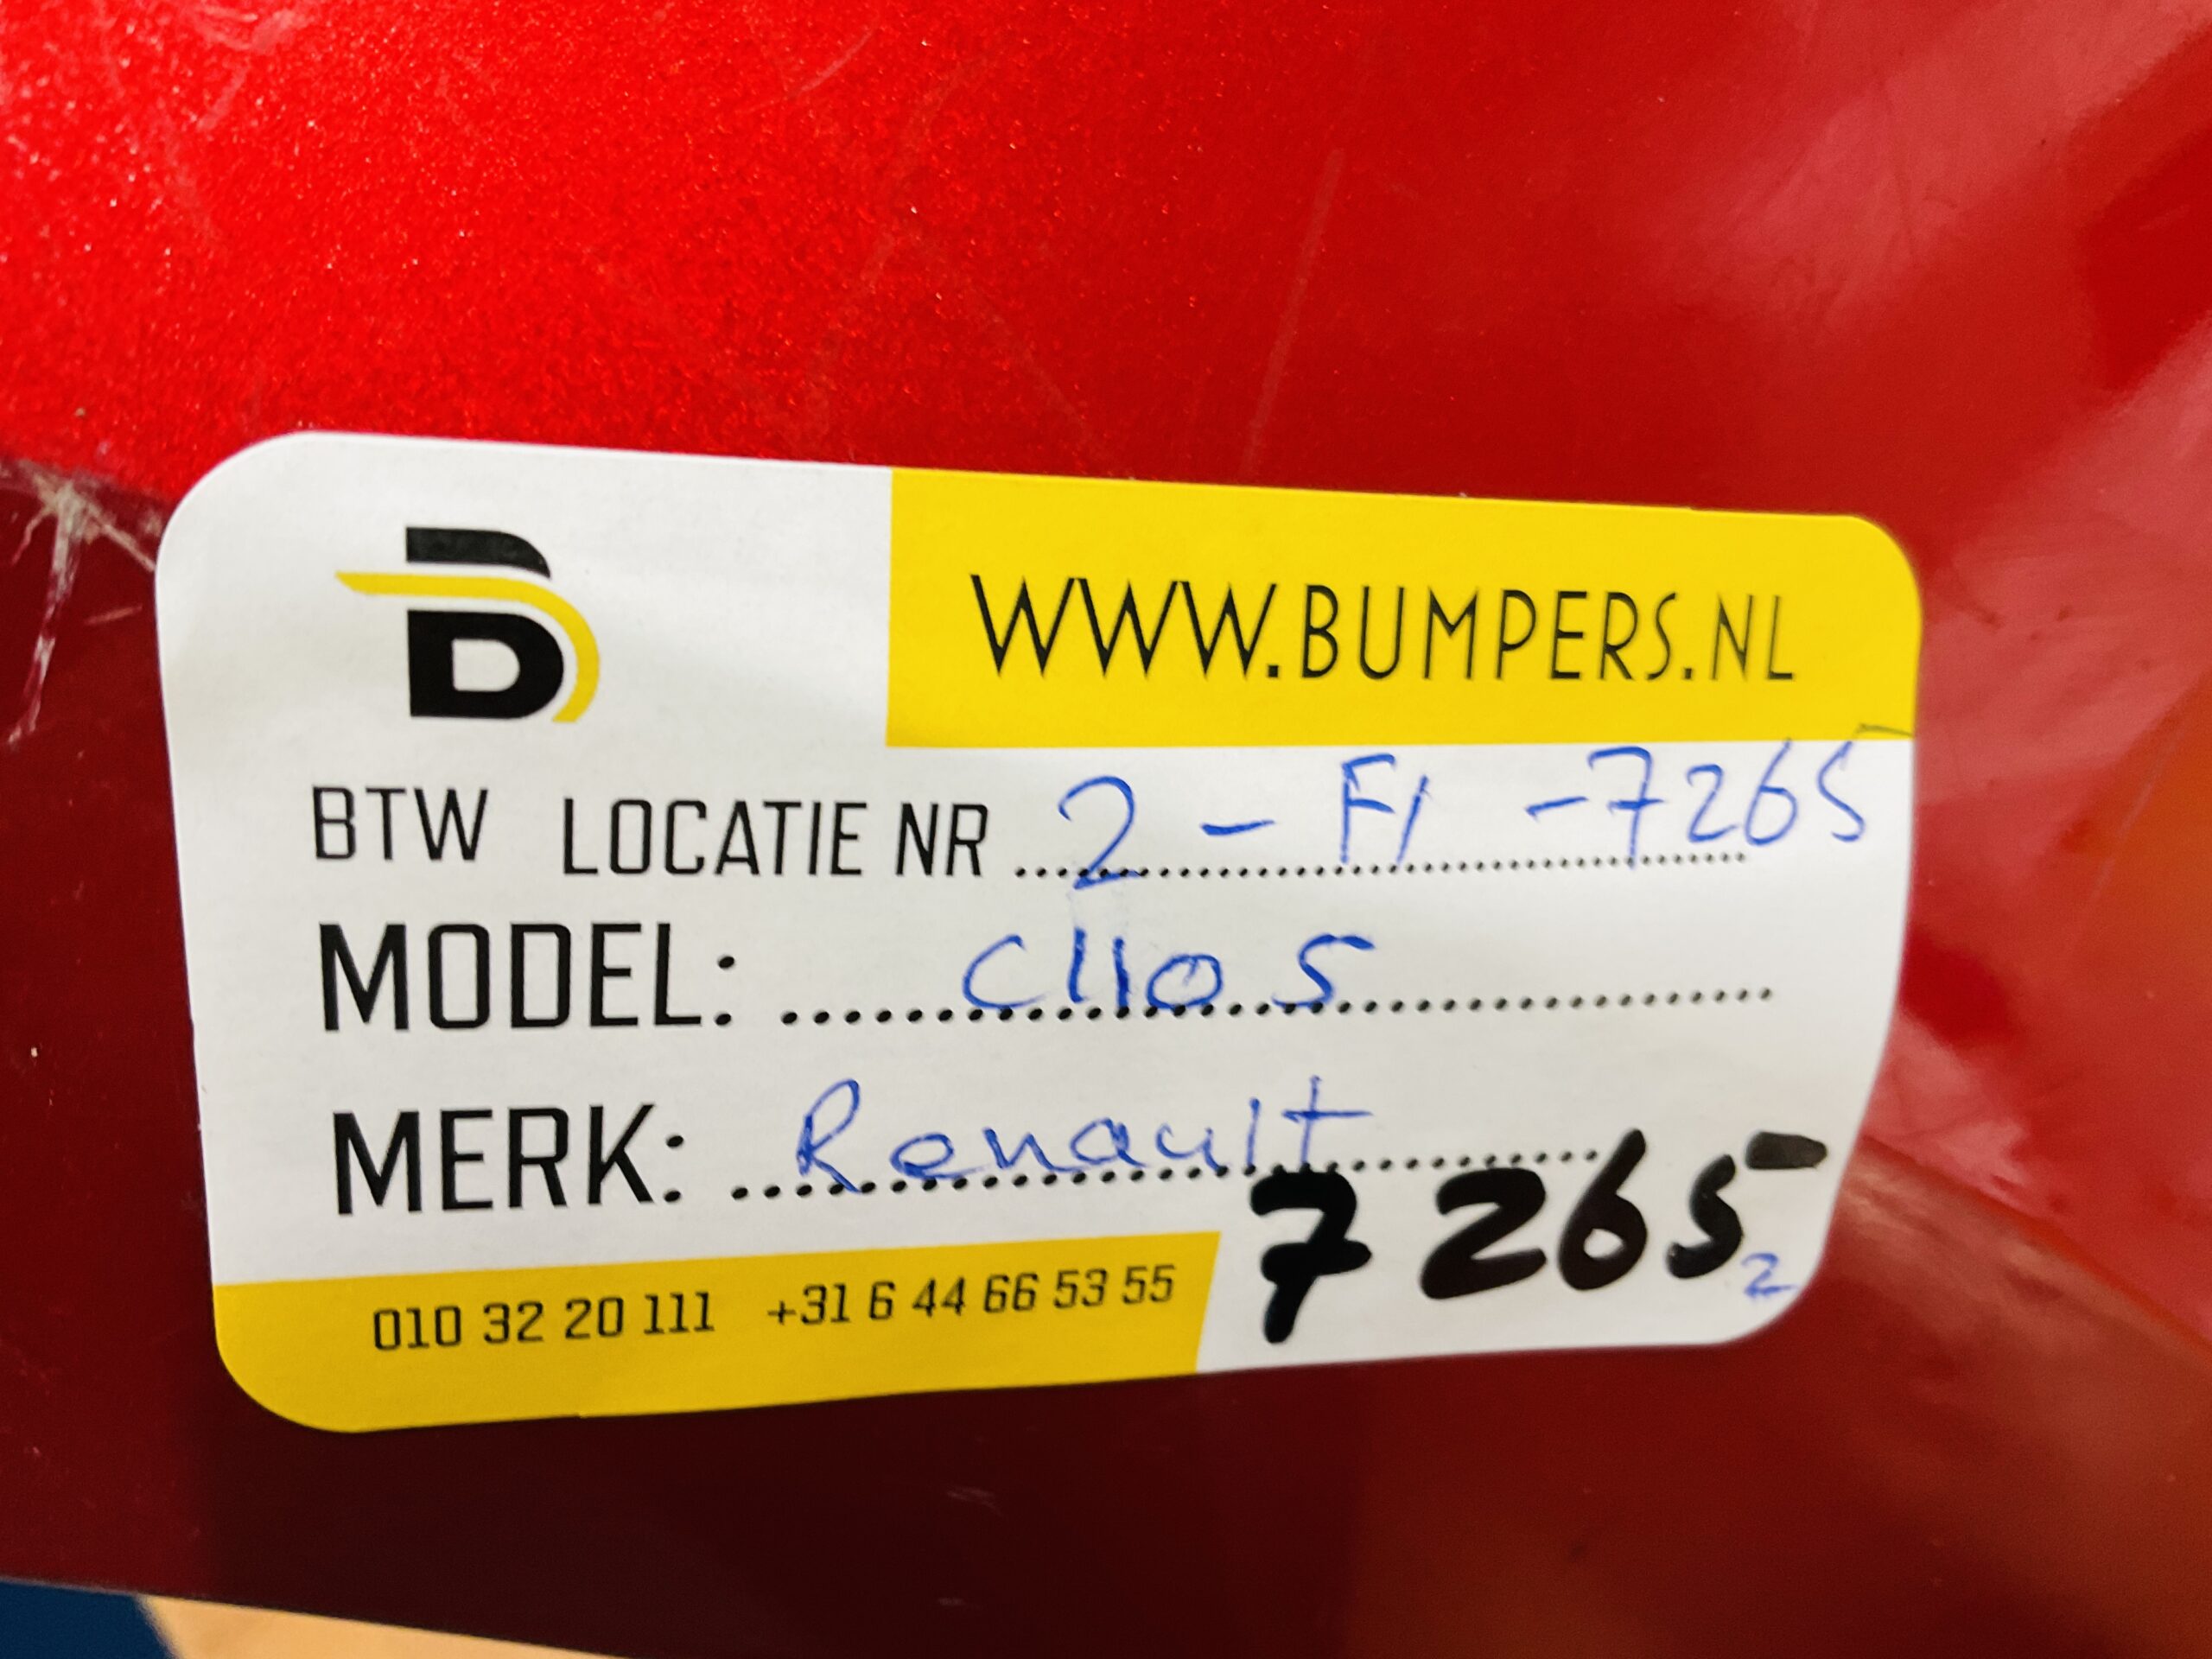 B
WWW.BUMPERS.NL
BTW LOCATIE NR 2 - F1 - 7265
MODEL: Clio 5
MERK: Renault
7265
2
010 32 20 111 +31 6 44 66 53 55